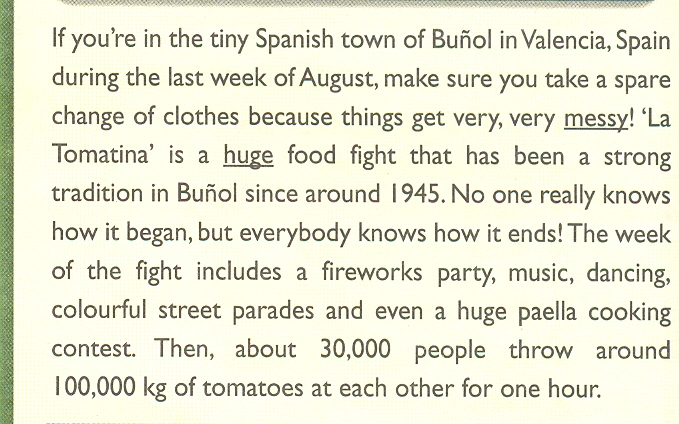 If you're in the tiny Spanish town of Buñol in Valencia, Spain
during the last week of August, make sure you take a spare
change of clothes because things get very, very messy! ‘La
Tomatina’ is a huge food fight that has been a strong
tradition in Buñol since around 1945. No one really knows
how it began, but everybody knows how it ends! The week
of the fight includes a fireworks party, music, dancing,
colourful street parades and even a huge paella cooking
contest. Then, about 30,000 people throw around
100,000 kg of tomatoes at each other for one hour.